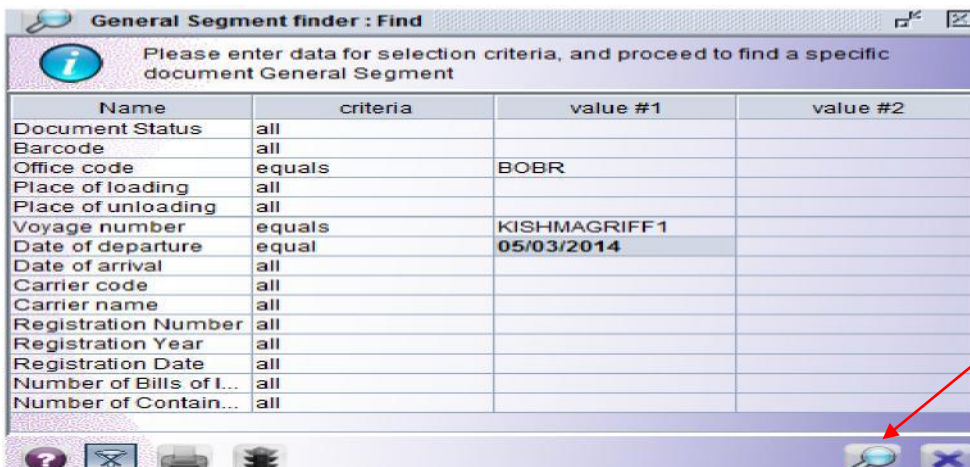 General Segment finder : Find
Please enter data for selection criteria, and proceed to find a specific
document General Segment
Name criteria value #1 value #2
Document Status all
Barcode all
Office code equals BOBR
Place of loading all
Place of unloading all
Voyage number equals KISHMAGRIFF1
Date of departure equal 05/03/2014
Date of arrival all
Carrier code all
Carrier name all
Registration Number all
Registration Year all
Registration Date all
Number of Bills of l... all
Number of Contain... all